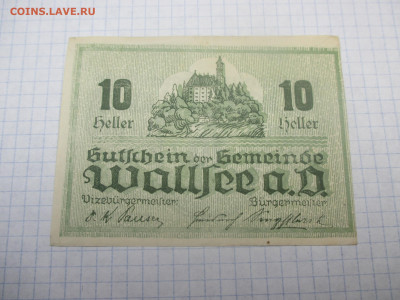 COINS.LAVE.RU
10 10
Heller Heller
Gutschein der Gemeinde
Wallsee a.D.
Vizebürgermeister: Bürgermeister: